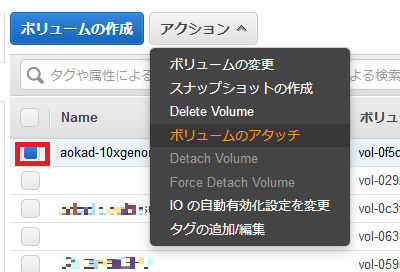 ボリュームの作成
アクション
タグや属性による
よる検索
Name
ボリュ
ボリュームの変更
スナップショットの作成
Delete Volume
ボリュームのアタッチ
Detach Volume
Force Detach Volume
IO の自動有効化設定を変更
タグの追加/編集
aokad-10xgenom
vol-0f5c
vol-029
vol-0c3f
vol-063
vol-059